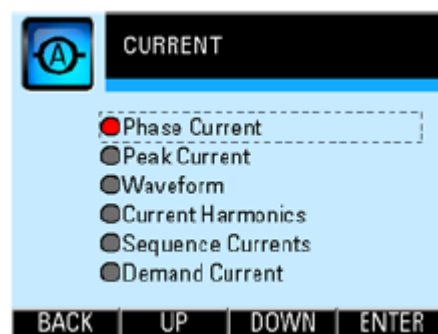 A
CURRENT
Phase Current
Peak Current
Waveform
Current Harmonics
Sequence Currents
Demand Current
BACK UP DOWN ENTER